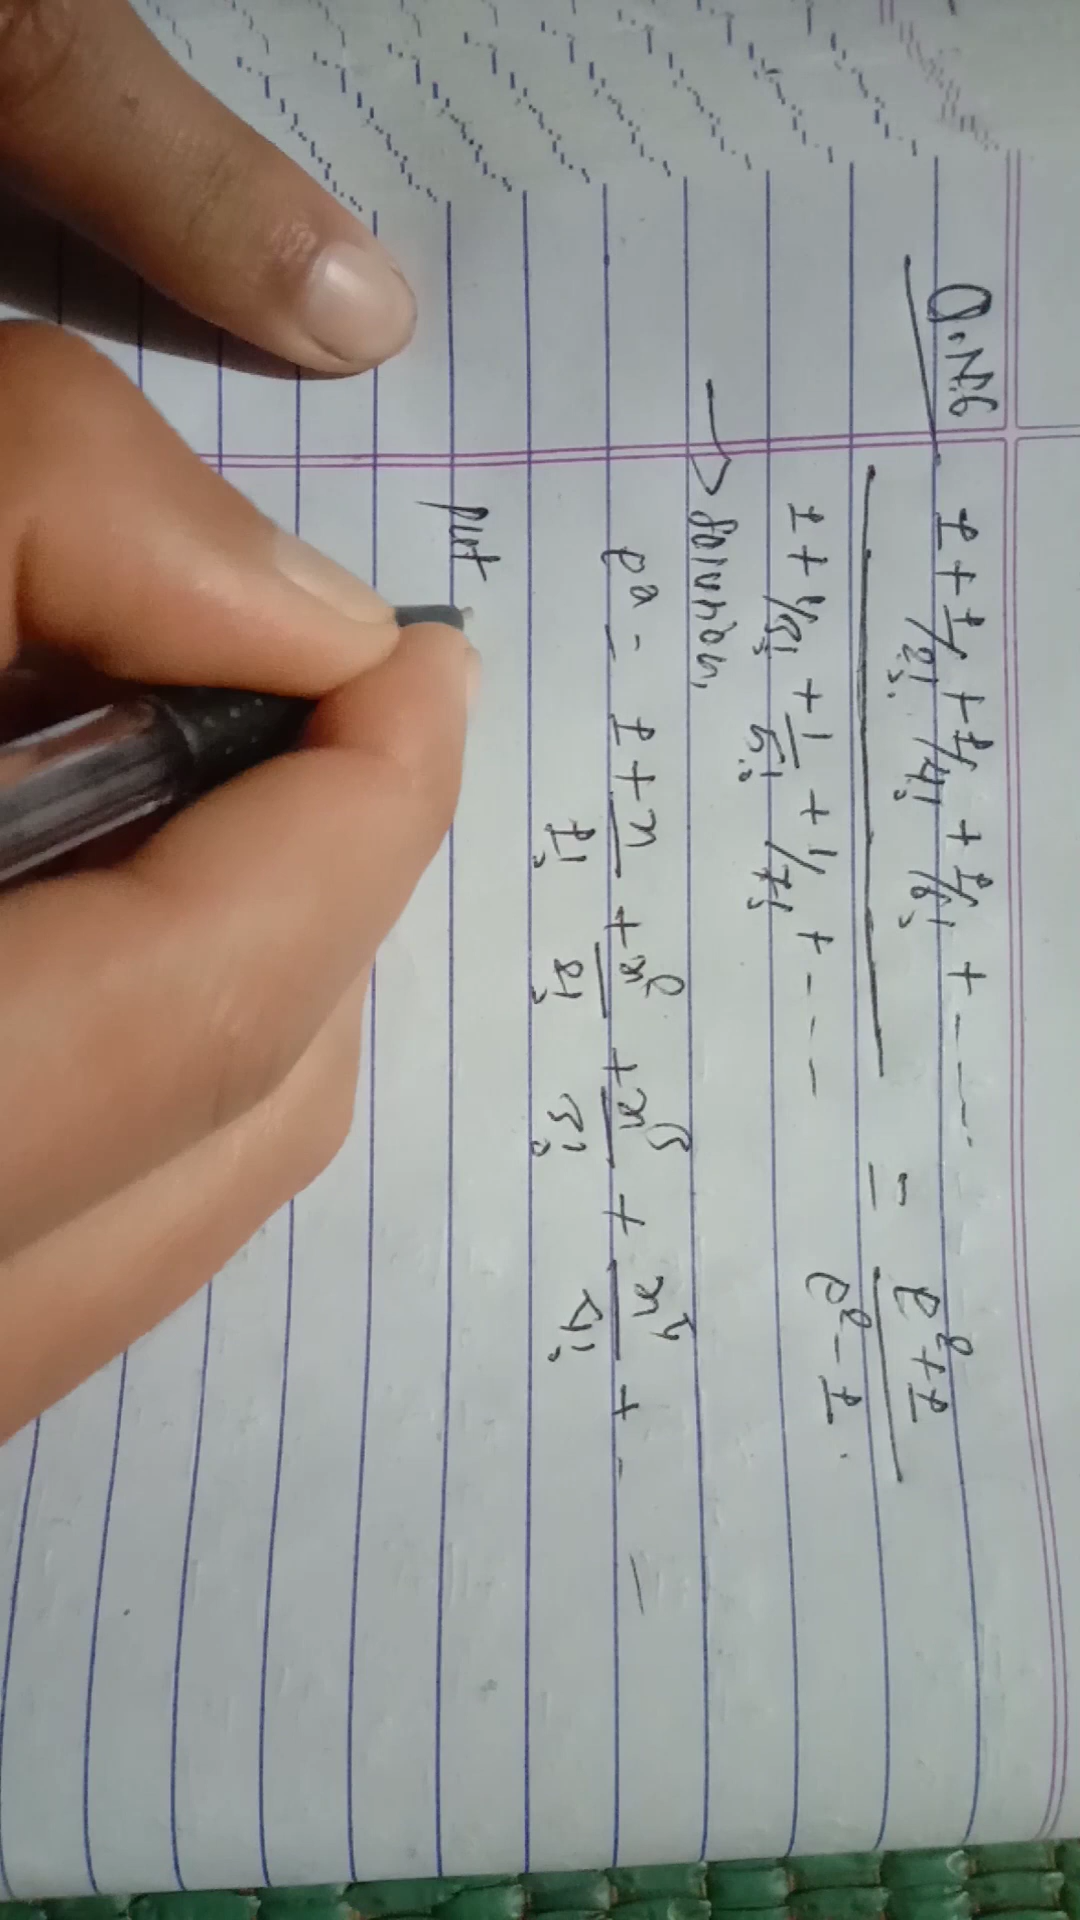 Q.N.6
1 + 1/2! + 1/4! + 1/6! + ----
1 + 1/3! + 1/5! + 1/7! + --- = e²+1 / e²-1
→ Solution,
eˣ = 1 + x/1! + x²/2! + x³/3! + x⁴/4! + - —
put